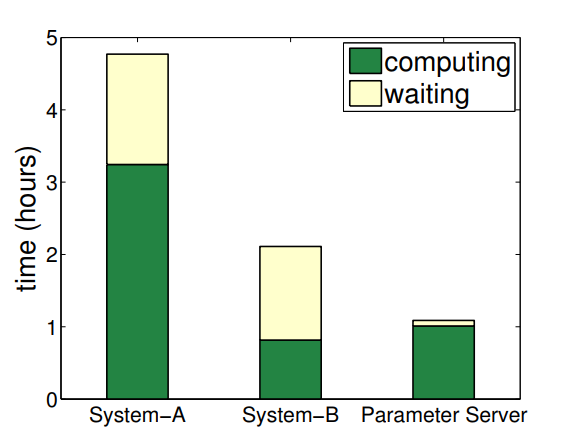 5
4
3
2
1
0
time (hours)
computing
waiting
System−A
System−B
Parameter Server